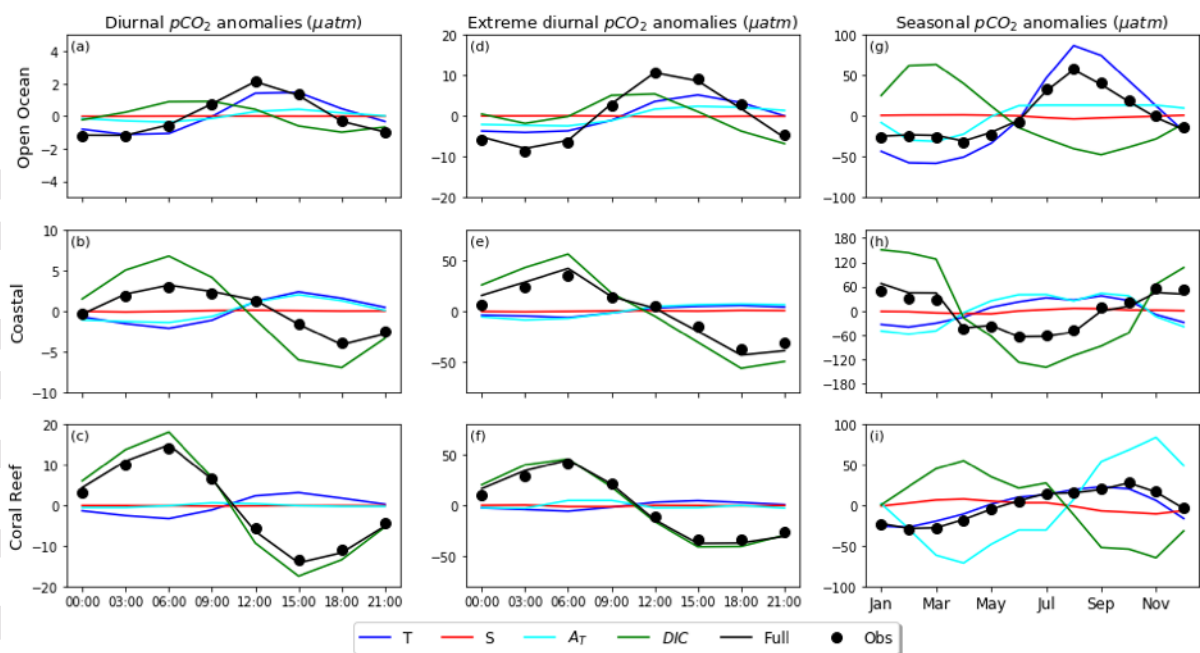 Diurnal pCO₂ anomalies (μatm)
Extreme diurnal pCO₂ anomalies (μatm)
Seasonal pCO₂ anomalies (μatm)
Open Ocean
(a)
4
2
0
−2
−4
(d)
20
10
0
−10
−20
(g)
100
50
0
−50
−100
Coastal
(b)
10
5
0
−5
−10
(e)
50
0
−50
(h)
180
120
60
0
−60
−120
−180
Coral Reef
(c)
20
10
0
−10
−20
(f)
50
0
−50
(i)
100
50
0
−50
−100
00:00 03:00 06:00 09:00 12:00 15:00 18:00 21:00
00:00 03:00 06:00 09:00 12:00 15:00 18:00 21:00
Jan Mar May Jul Sep Nov
T S A_T DIC Full Obs